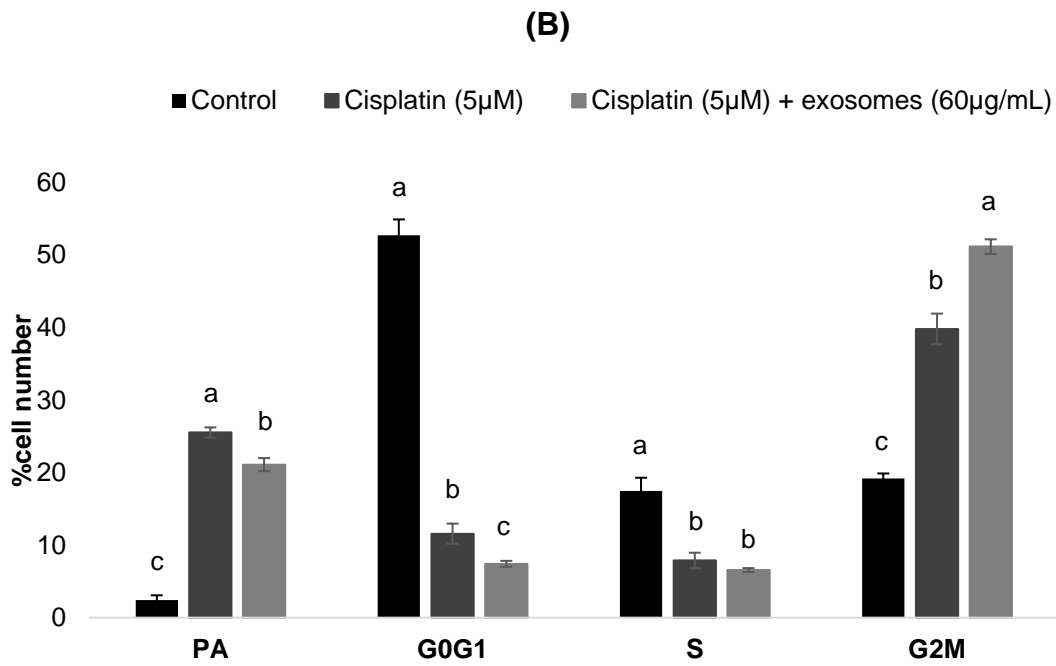 (B)
Control Cisplatin (5µM) Cisplatin (5µM) + exosomes (60µg/mL)
%cell number
60
50
40
30
20
10
0
c a b
a b c
a b b
c b a
PA G0G1 S G2M